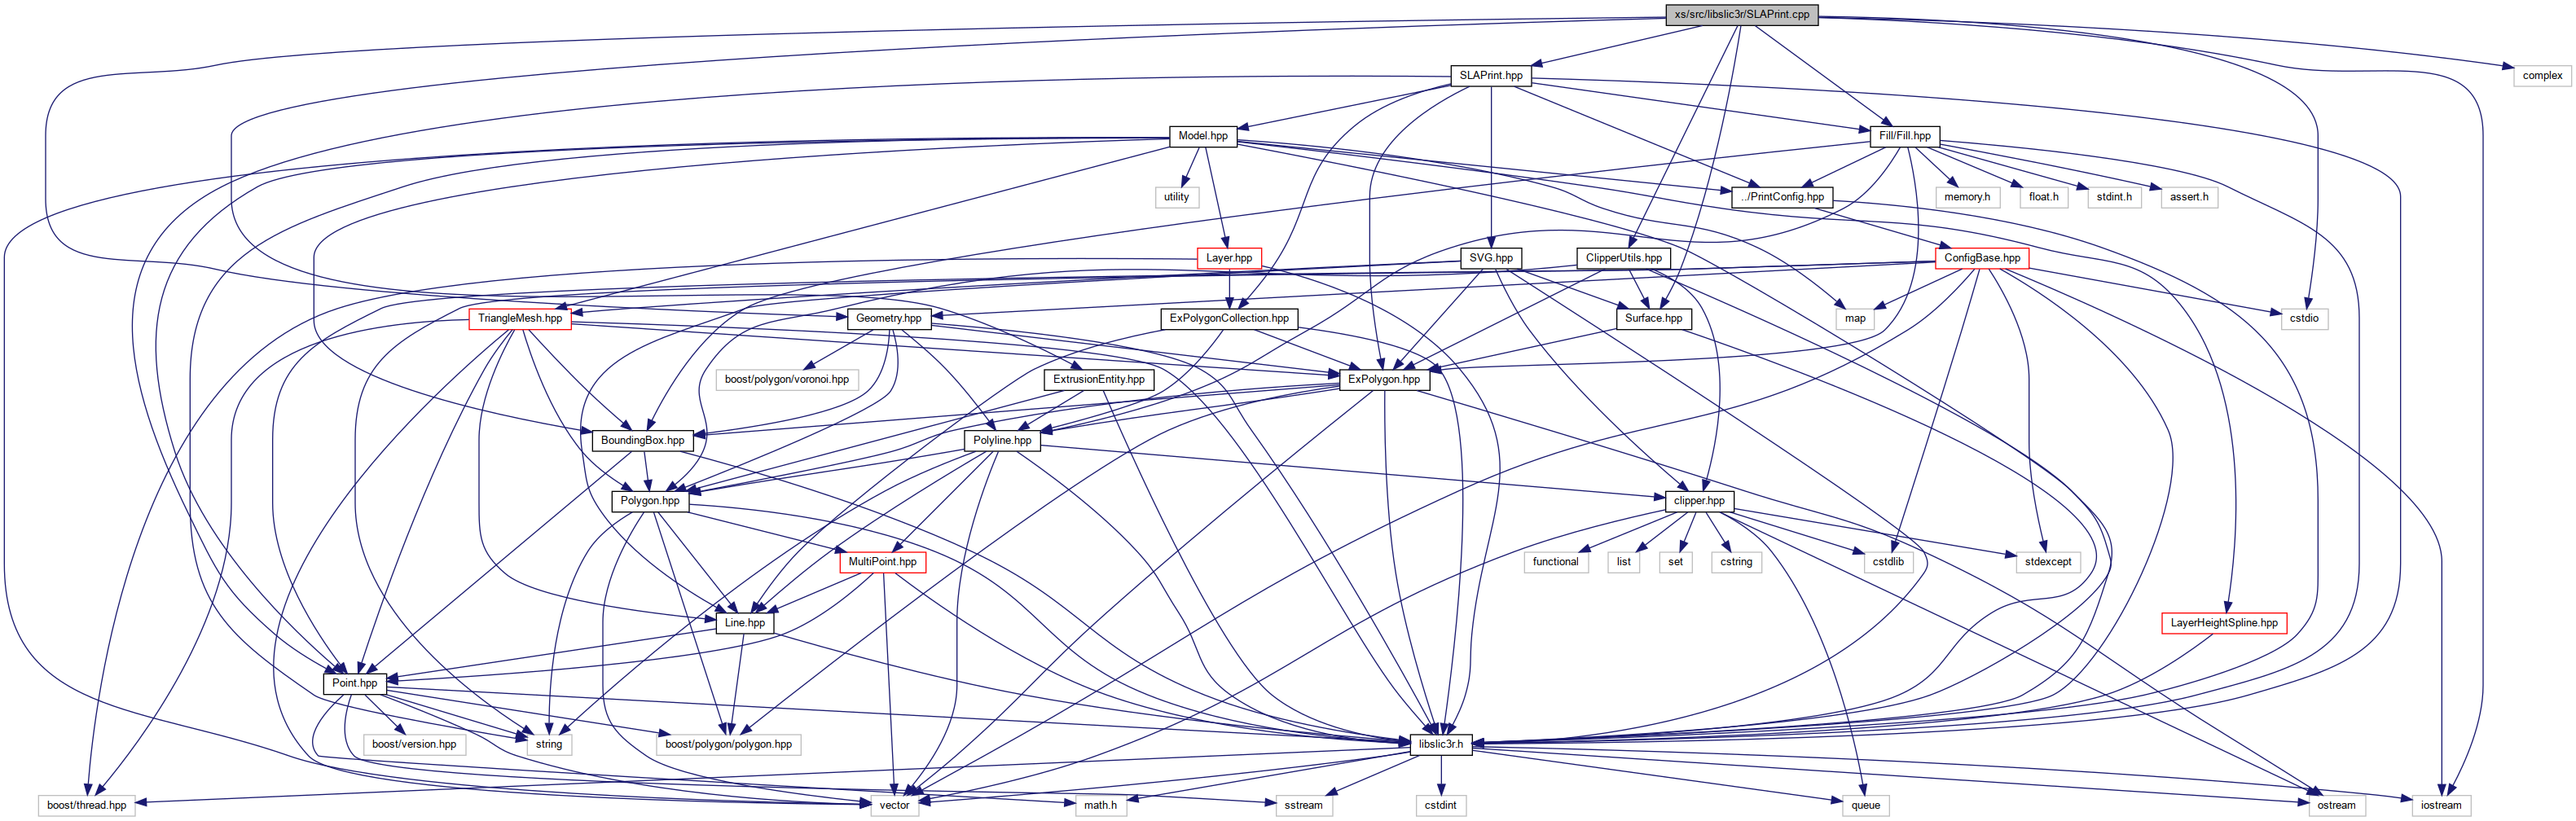 xs/src/libslic3r/SLAPrint.cpp
SLAPrint.hpp
complex
Model.hpp
Fill/Fill.hpp
utility
../PrintConfig.hpp
memory.h
float.h
stdint.h
assert.h
Layer.hpp
SVG.hpp
ClipperUtils.hpp
ConfigBase.hpp
TriangleMesh.hpp
Geometry.hpp
ExPolygonCollection.hpp
Surface.hpp
map
cstdio
boost/polygon/voronoi.hpp
ExtrusionEntity.hpp
ExPolygon.hpp
BoundingBox.hpp
Polyline.hpp
Polygon.hpp
clipper.hpp
MultiPoint.hpp
functional
list
set
cstring
cstdlib
stdexcept
Line.hpp
LayerHeightSpline.hpp
Point.hpp
boost/version.hpp
string
boost/polygon/polygon.hpp
libslic3r.h
boost/thread.hpp
vector
math.h
sstream
cstdint
queue
ostream
iostream